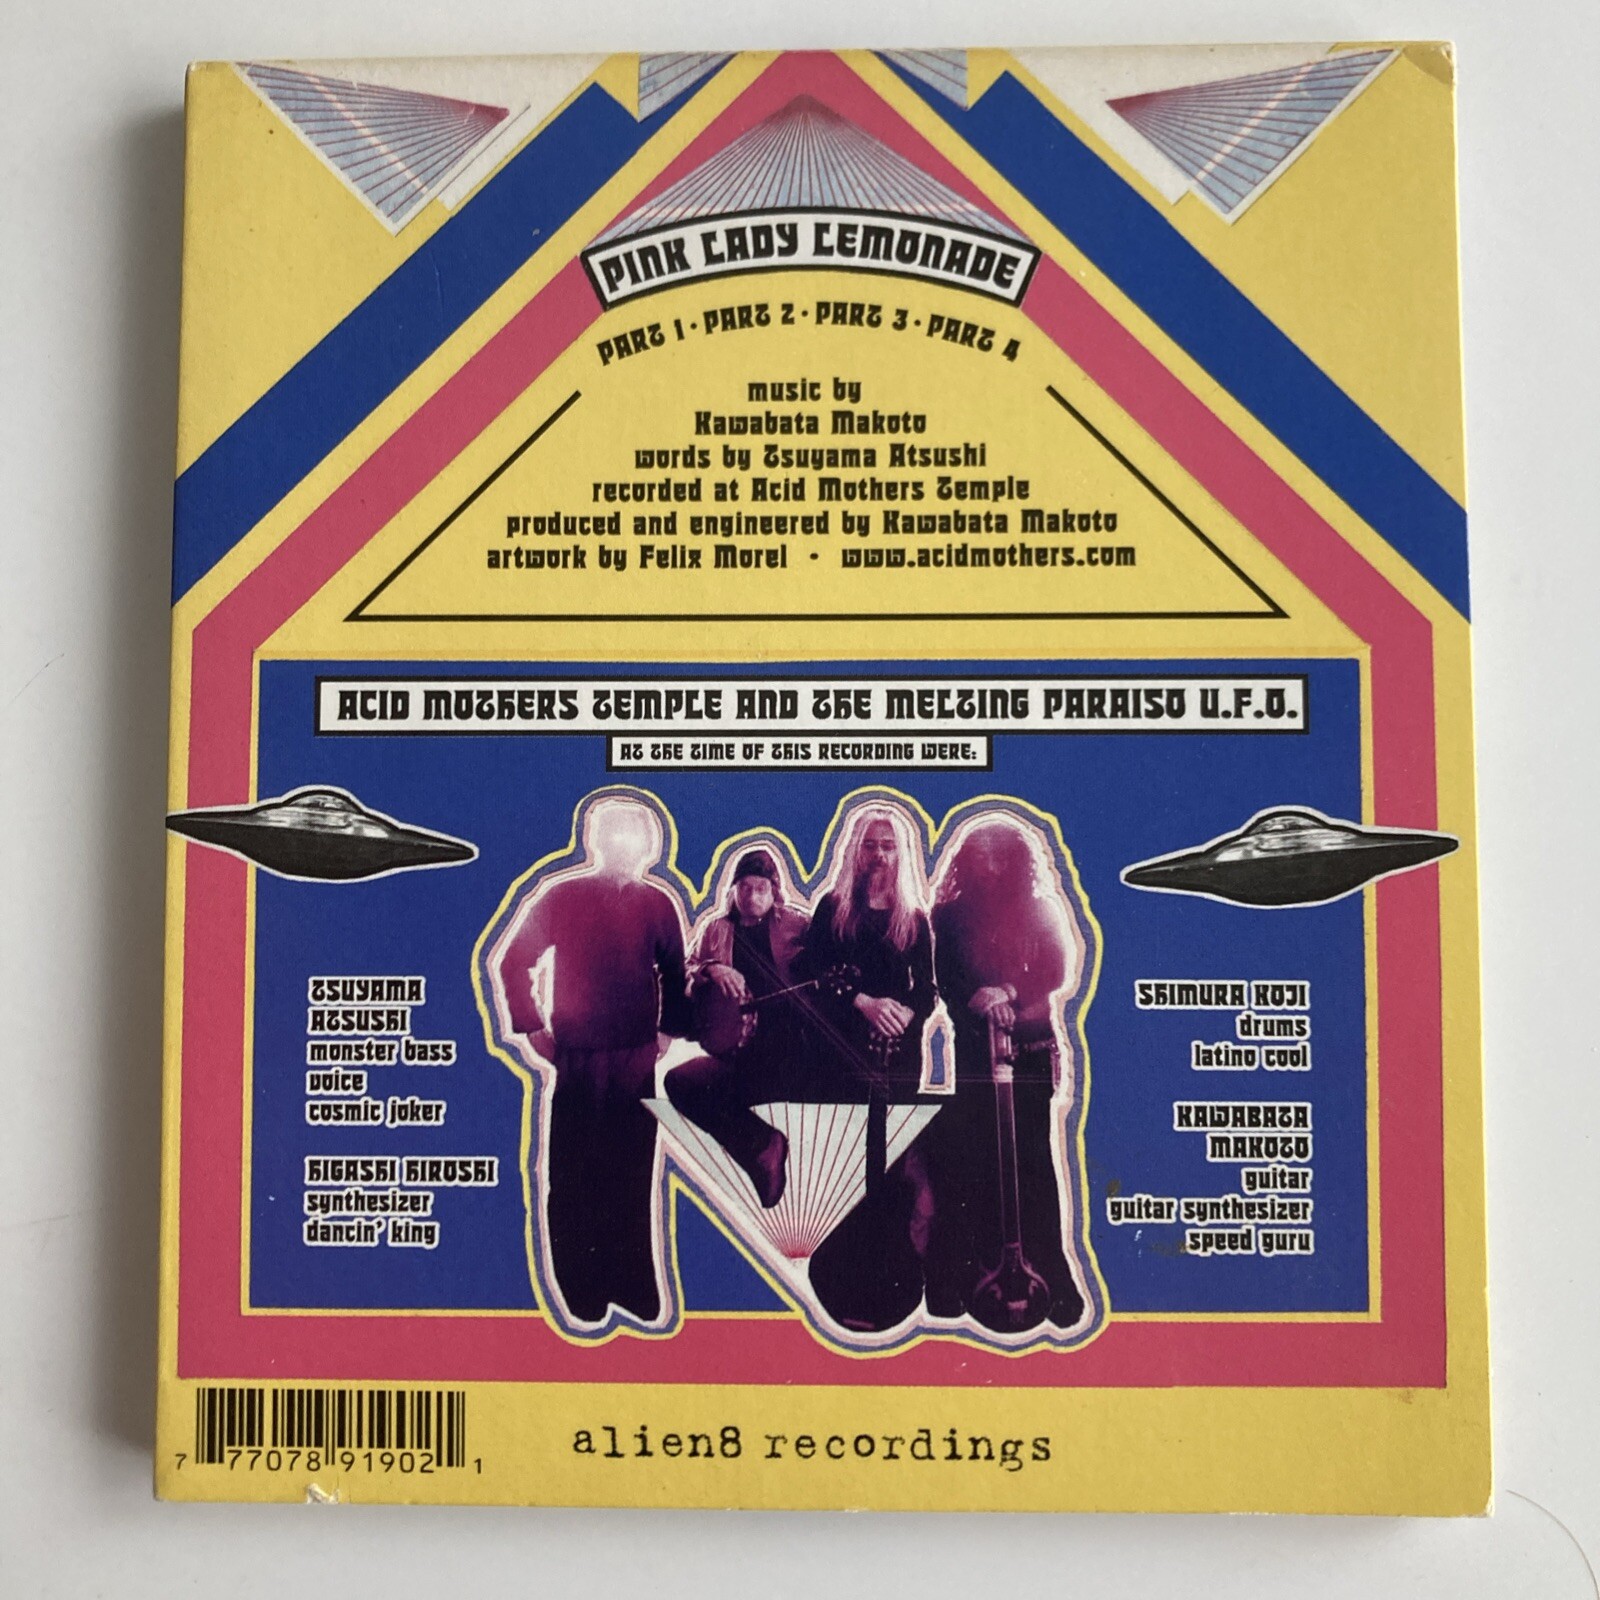 PINK LADY LEMONADE
PART 1 · PART 2 · PART 3 · PART 4
music by
Kawabata Makoto
words by Tsuyama Atsushi
recorded at Acid Mothers Temple
produced and engineered by Kawabata Makoto
artwork by Felix Morel · www.acidmothers.com
ACID MOTHERS TEMPLE AND THE MELTING PARAISO U.F.O.
AT THE TIME OF THIS RECORDING WERE:
TSUYAMA
ATSUSHI
monster bass
voice
cosmic joker
HIGASHI HIROSHI
synthesizer
dancin' king
SHIMURA KOJI
drums
latino cool
KAWABATA
MAKOTO
guitar
guitar synthesizer
speed guru
7 77078 91902 1
alien8 recordings